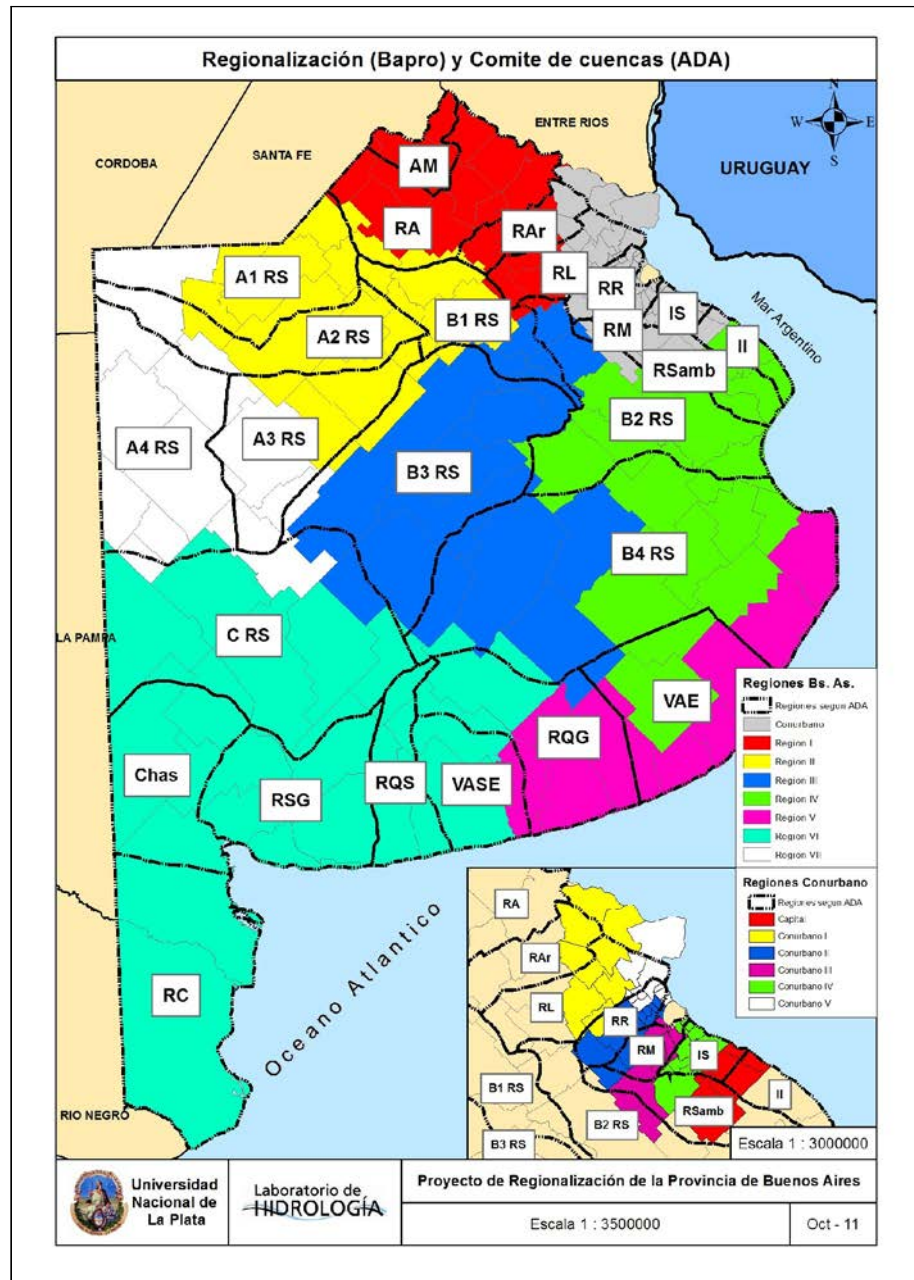 Regionalización (Bapro) y Comite de cuencas (ADA)
N
W
E
S
ENTRE RIOS
CORDOBA
SANTA FE
URUGUAY
AM
RA
RAr
A1 RS
RL
RR
IS
Mar Argentino
A2 RS
B1 RS
RM
II
RSamb
B2 RS
A4 RS
A3 RS
B3 RS
B4 RS
C RS
LA PAMPA
VAE
RQG
Chas
RSG
RQS
VASE
RC
Oceano Atlantico
RIO NEGRO
Regiones Bs. As.
Regiones segun ADA
Conurbano
Region I
Region II
Region III
Region IV
Region V
Region VI
Region VII
Regiones Conurbano
Regiones segun ADA
Capital
Conurbano I
Conurbano II
Conurbano III
Conurbano IV
Conurbano V
RA
RAr
RL
RR
RM
IS
B1 RS
II
B2 RS
RSamb
B3 RS
Escala 1 : 3000000
Universidad
Nacional de
La Plata
Laboratorio de
HIDROLOGÍA
Proyecto de Regionalización de la Provincia de Buenos Aires
Escala 1 : 3500000
Oct - 11